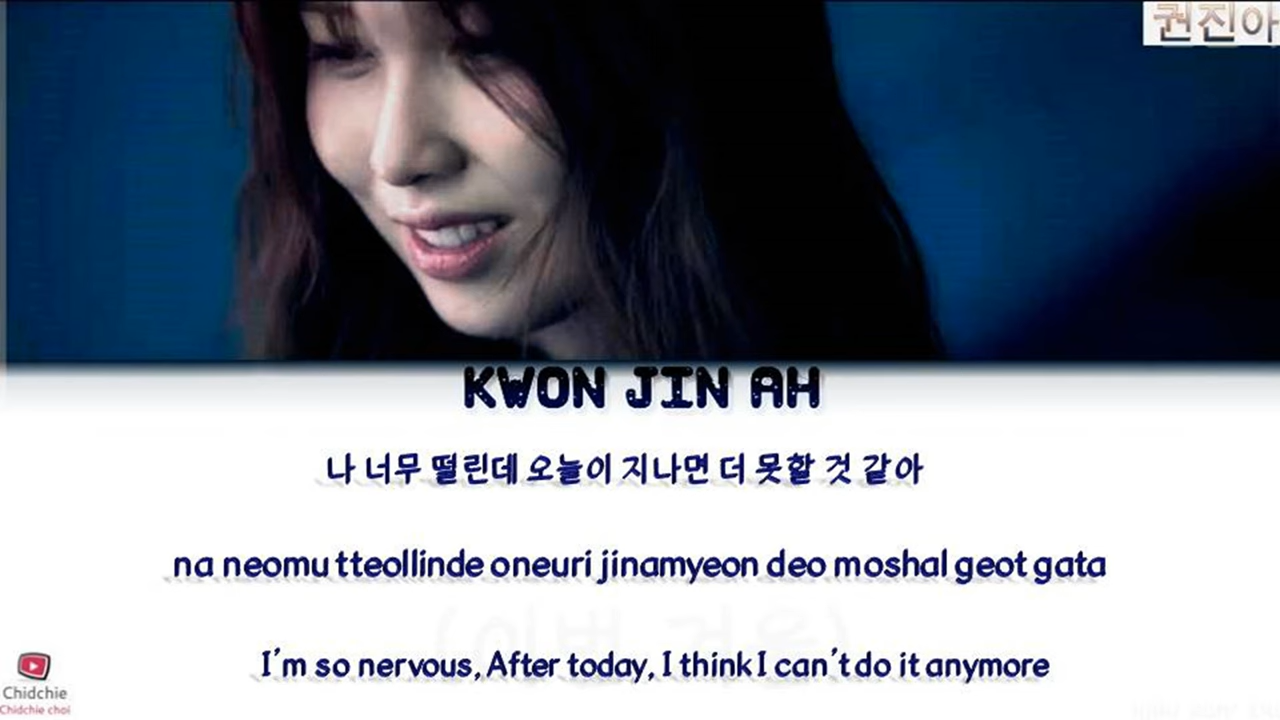 권진아
KWON JIN AH
나 너무 떨린데 오늘이 지나면 더 못할 것 같아
na neomu tteollinde oneuri jinamyeon deo moshal geot gata
I'm so nervous, After today, I think I can't do it anymore
Chidchie
Chidchie choi